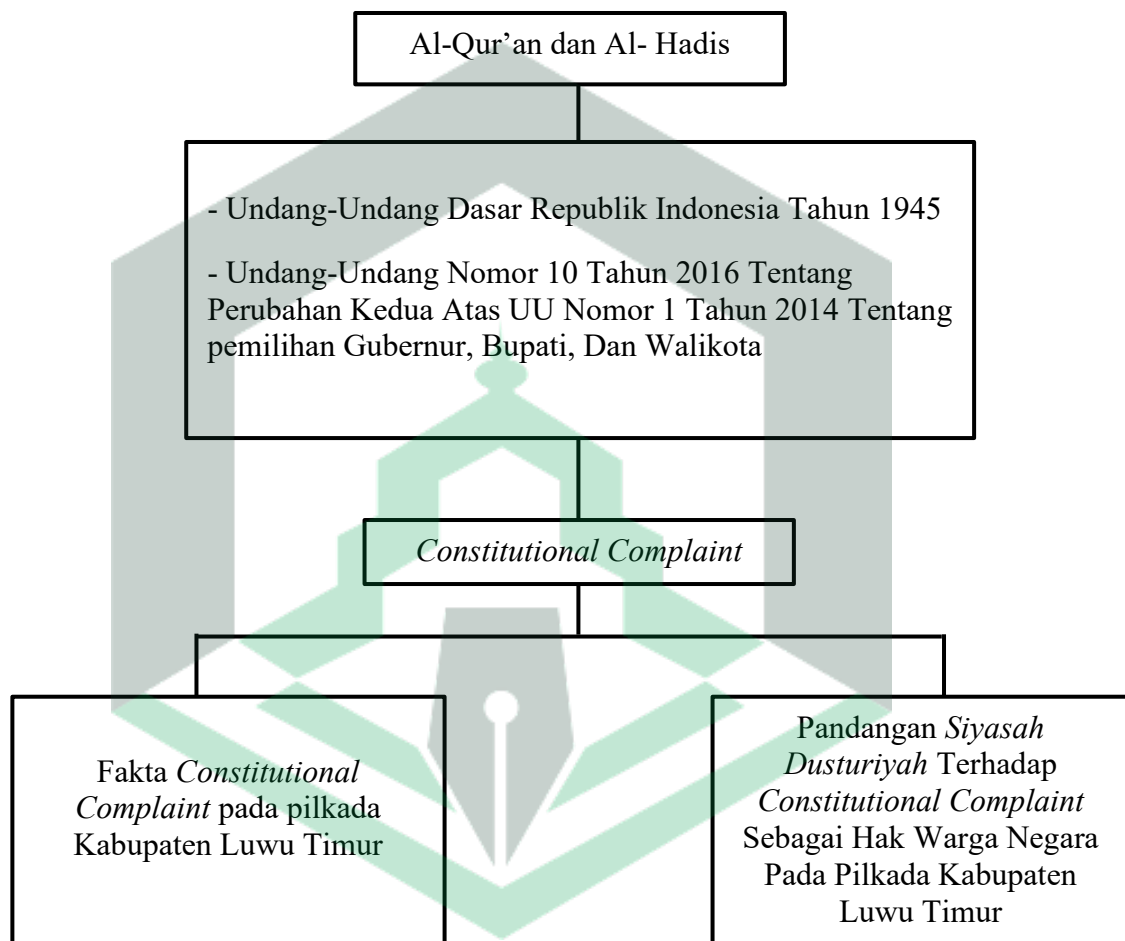 Al-Qur’an dan Al- Hadis
- Undang-Undang Dasar Republik Indonesia Tahun 1945
- Undang-Undang Nomor 10 Tahun 2016 Tentang
Perubahan Kedua Atas UU Nomor 1 Tahun 2014 Tentang
pemilihan Gubernur, Bupati, Dan Walikota
Constitutional Complaint
Fakta Constitutional
Complaint pada pilkada
Kabupaten Luwu Timur
Pandangan Siyasah
Dusturiyah Terhadap
Constitutional Complaint
Sebagai Hak Warga Negara
Pada Pilkada Kabupaten
Luwu Timur